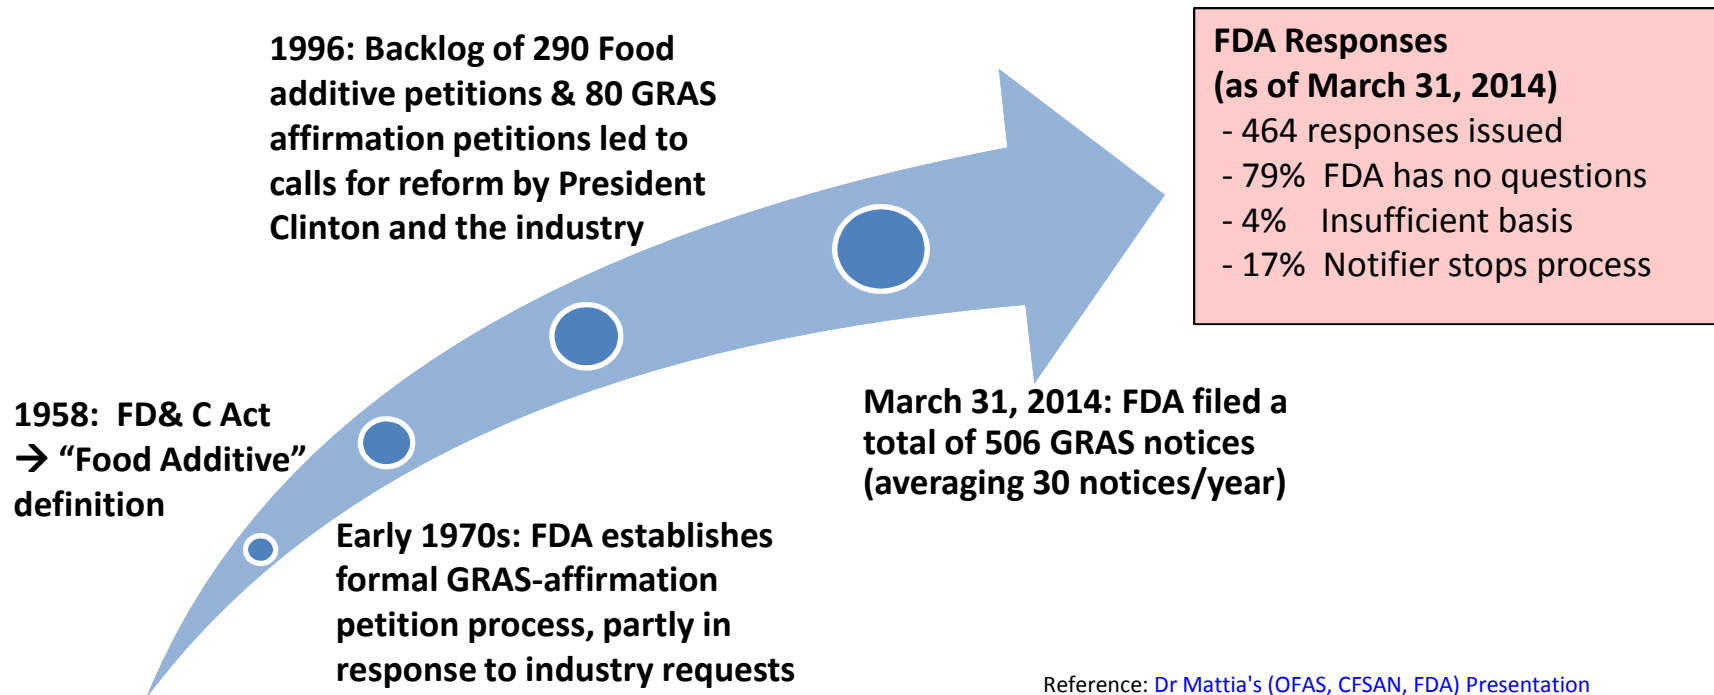 1996: Backlog of 290 Food
additive petitions & 80 GRAS
affirmation petitions led to
calls for reform by President
Clinton and the industry
FDA Responses
(as of March 31, 2014)
- 464 responses issued
- 79% FDA has no questions
- 4% Insufficient basis
- 17% Notifier stops process
1958: FD& C Act
→ “Food Additive”
definition
March 31, 2014: FDA filed a
total of 506 GRAS notices
(averaging 30 notices/year)
Early 1970s: FDA establishes
formal GRAS-affirmation
petition process, partly in
response to industry requests
Reference: Dr Mattia's (OFAS, CFSAN, FDA) Presentation